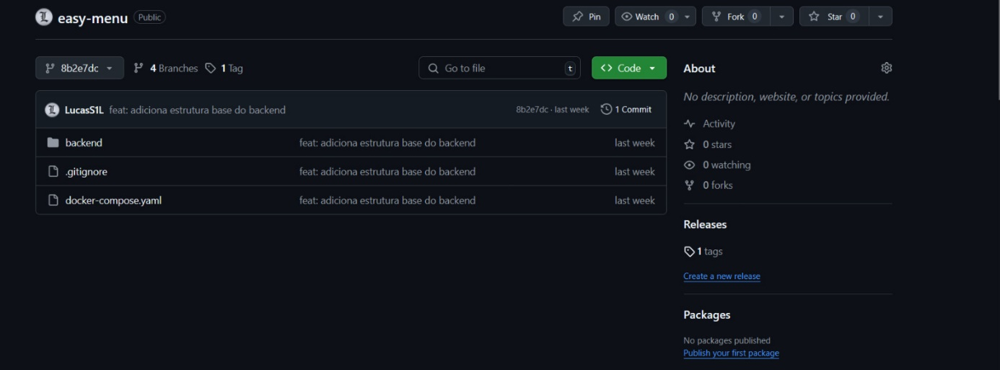 easy-menu Public Pin Watch 0 Fork 0 Star 0
8b2e7dc 4 Branches 1 Tag Go to file t Code
LucasS1L feat: adiciona estrutura base do backend 8b2e7dc · last week 1 Commit
backend feat: adiciona estrutura base do backend last week
.gitignore feat: adiciona estrutura base do backend last week
docker-compose.yaml feat: adiciona estrutura base do backend last week
About
No description, website, or topics provided.
Activity
0 stars
0 watching
0 forks
Releases
1 tags
Create a new release
Packages
No packages published
Publish your first package